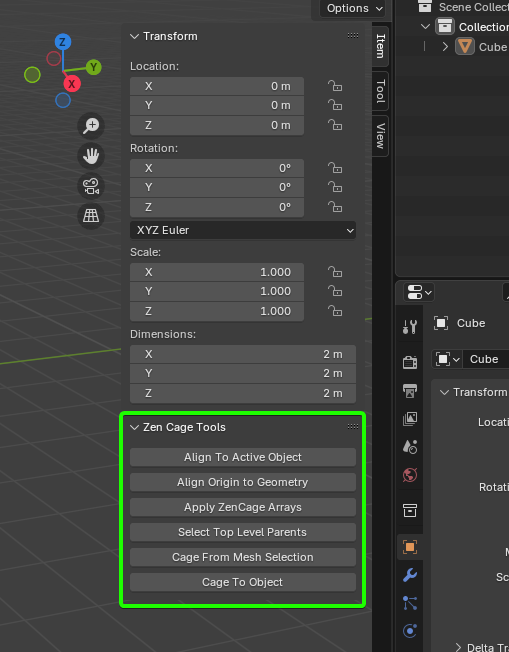 Options
Scene Collec
Collection
Cube
Z
Y
X
Item
Tool
View
Transform
Location:
X 0 m
Y 0 m
Z 0 m
Rotation:
X 0°
Y 0°
Z 0°
XYZ Euler
Scale:
X 1.000
Y 1.000
Z 1.000
Dimensions:
X 2 m
Y 2 m
Z 2 m
Zen Cage Tools
Align To Active Object
Align Origin to Geometry
Apply ZenCage Arrays
Select Top Level Parents
Cage From Mesh Selection
Cage To Object
Cube
Cube
Transform
Locati
Rotati
M
Sc
Delta Tra